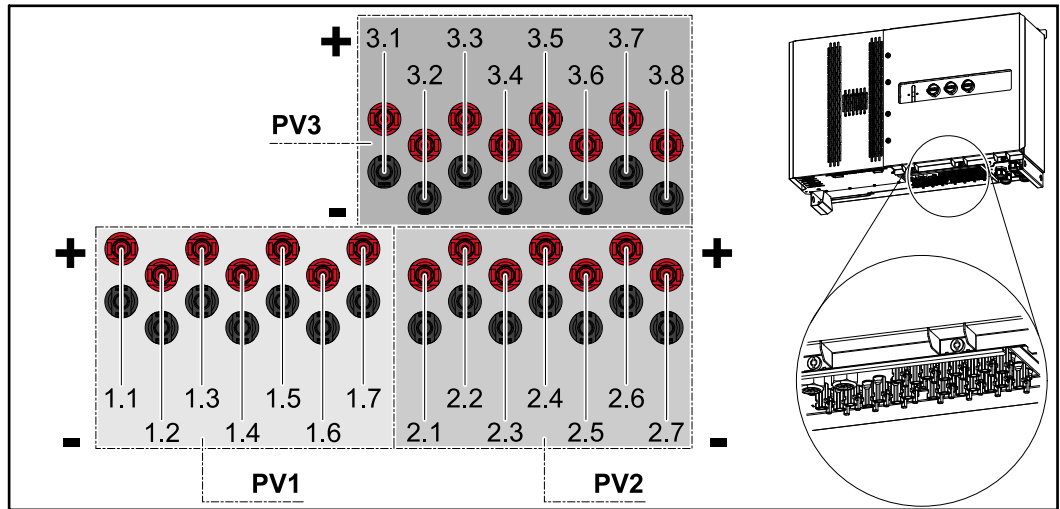 + 3.1 3.3 3.5 3.7
3.2 3.4 3.6 3.8
PV3
-
+ +
1.1 1.3 1.5 1.7 2.2 2.4 2.6
- 1.2 1.4 1.6 2.1 2.3 2.5 2.7 -
PV1 PV2